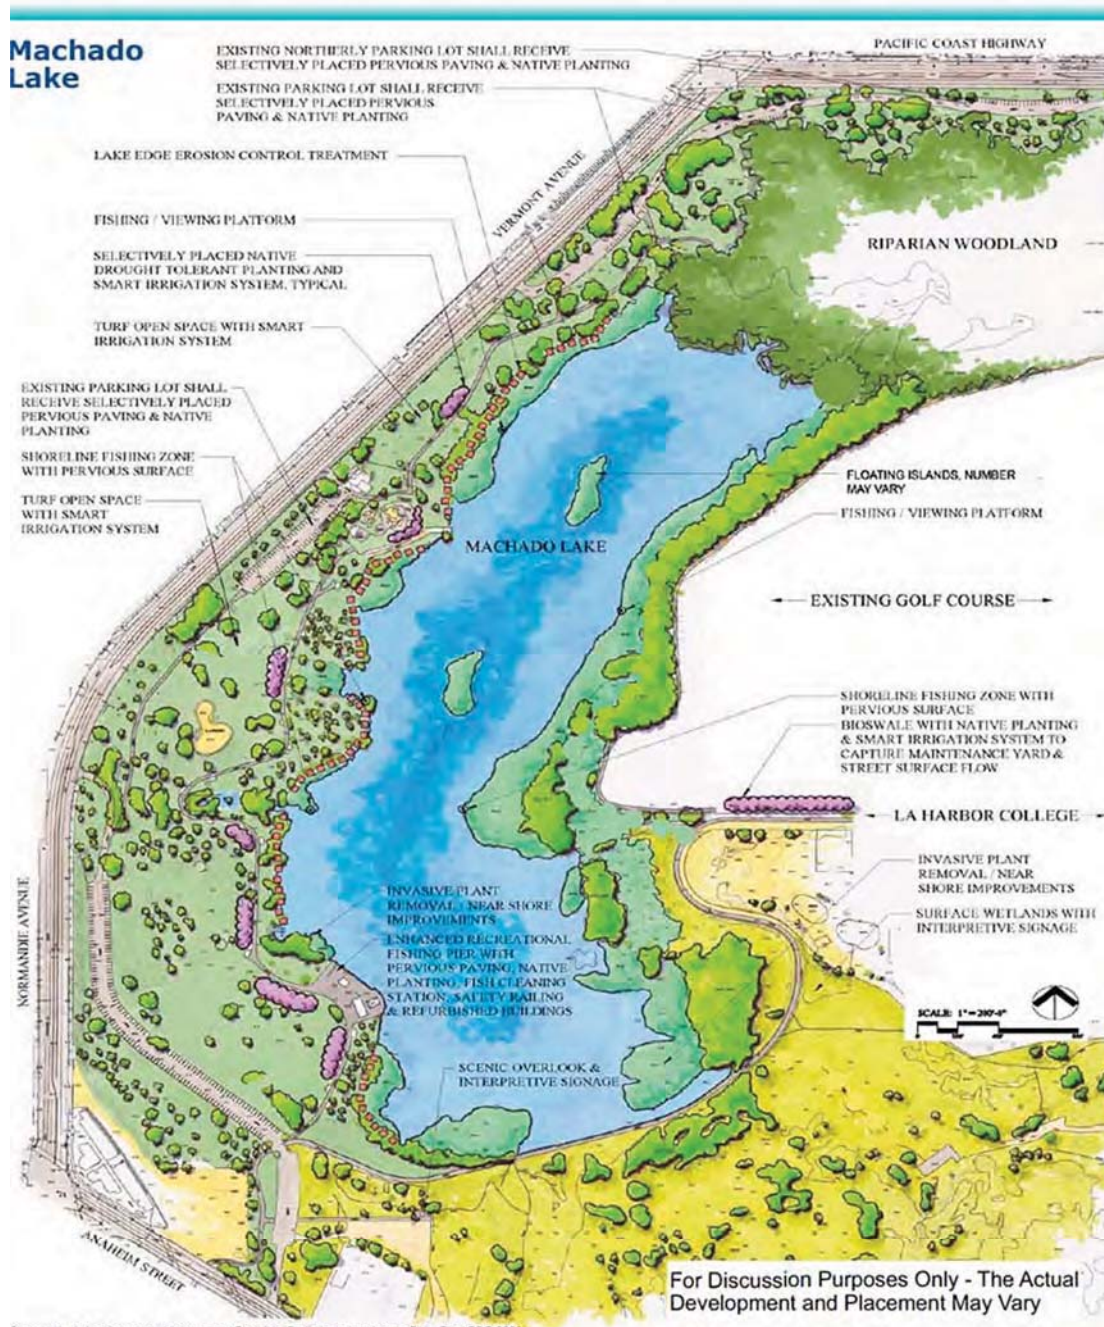 Machado
Lake
EXISTING NORTHERLY PARKING LOT SHALL RECEIVE
SELECTIVELY PLACED PERVIOUS PAVING & NATIVE PLANTING
PACIFIC COAST HIGHWAY
EXISTING PARKING LOT SHALL RECEIVE
SELECTIVELY PLACED PERVIOUS
PAVING & NATIVE PLANTING
LAKE EDGE EROSION CONTROL TREATMENT
VERMONT AVENUE
FISHING / VIEWING PLATFORM
RIPARIAN WOODLAND
SELECTIVELY PLACED NATIVE
DROUGHT TOLERANT PLANTING AND
SMART IRRIGATION SYSTEM, TYPICAL
TURF OPEN SPACE WITH SMART
IRRIGATION SYSTEM
EXISTING PARKING LOT SHALL
RECEIVE SELECTIVELY PLACED
PERVIOUS PAVING & NATIVE
PLANTING
SHORELINE FISHING ZONE
WITH PERVIOUS SURFACE
TURF OPEN SPACE
WITH SMART
IRRIGATION SYSTEM
FLOATING ISLANDS, NUMBER
MAY VARY
FISHING / VIEWING PLATFORM
MACHADO LAKE
EXISTING GOLF COURSE
SHORELINE FISHING ZONE WITH
PERVIOUS SURFACE
BIOSWALE WITH NATIVE PLANTING
& SMART IRRIGATION SYSTEM TO
CAPTURE MAINTENANCE YARD &
STREET SURFACE FLOW
LA HARBOR COLLEGE
INVASIVE PLANT
REMOVAL / NEAR
SHORE IMPROVEMENTS
SURFACE WETLANDS WITH
INTERPRETIVE SIGNAGE
INVASIVE PLANT
REMOVAL / NEAR SHORE
IMPROVEMENTS
ENHANCED RECREATIONAL
FISHING PIER WITH
PERVIOUS PAVING, NATIVE
PLANTING, FISH CLEANING
STATION, SAFETY RAILING
& REFURBISHED BUILDINGS
NORMANDIE AVENUE
SCALE: 1"=200'-0"
SCENIC OVERLOOK &
INTERPRETIVE SIGNAGE
ANAHEIM STREET
For Discussion Purposes Only - The Actual
Development and Placement May Vary